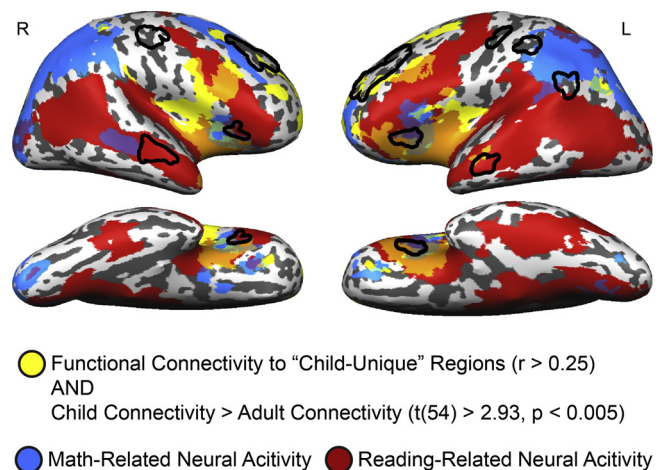 R
L
Functional Connectivity to “Child-Unique” Regions (r > 0.25)
AND
Child Connectivity > Adult Connectivity (t(54) > 2.93, p < 0.005)
Math-Related Neural Acitivity
Reading-Related Neural Acitivity